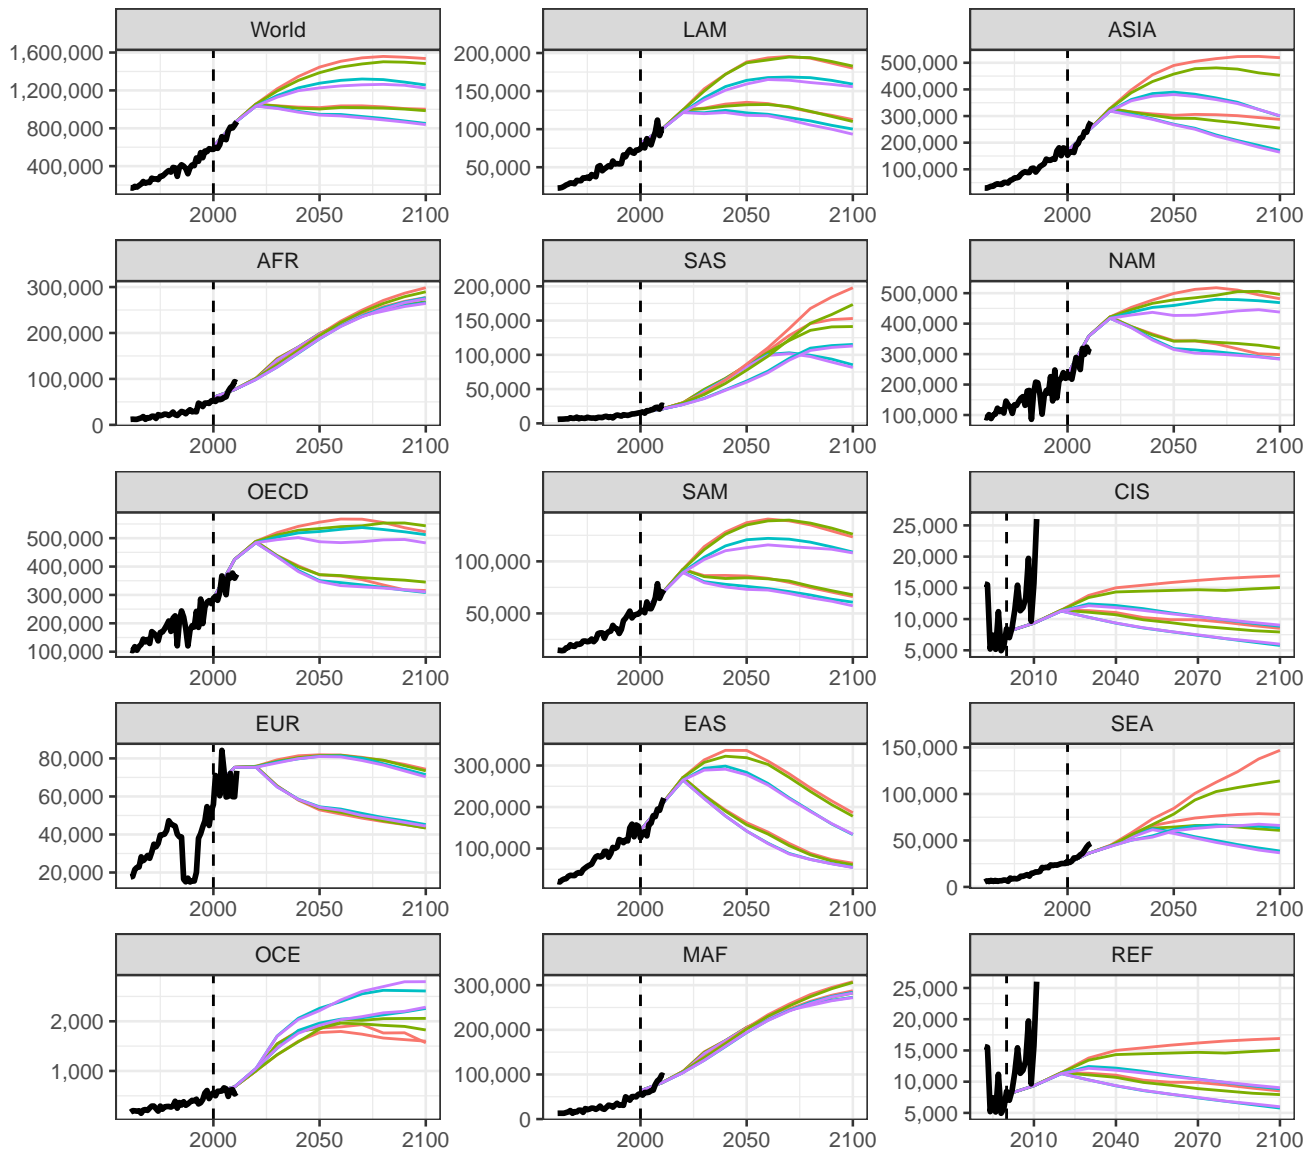 World
LAM
ASIA
1,600,000
1,200,000
800,000
400,000
200,000
150,000
100,000
50,000
500,000
400,000
300,000
200,000
100,000
2000 2050 2100
2000 2050 2100
2000 2050 2100
AFR
SAS
NAM
300,000
200,000
100,000
0
200,000
150,000
100,000
50,000
0
500,000
400,000
300,000
200,000
100,000
2000 2050 2100
2000 2050 2100
2000 2050 2100
OECD
SAM
CIS
500,000
400,000
300,000
200,000
100,000
100,000
50,000
25,000
20,000
15,000
10,000
5,000
2000 2050 2100
2000 2050 2100
2010 2040 2070 2100
EUR
EAS
SEA
80,000
60,000
40,000
20,000
300,000
200,000
100,000
150,000
100,000
50,000
0
2000 2050 2100
2000 2050 2100
2000 2050 2100
OCE
MAF
REF
2,000
1,000
300,000
200,000
100,000
0
25,000
20,000
15,000
10,000
5,000
2000 2050 2100
2000 2050 2100
2010 2040 2070 2100